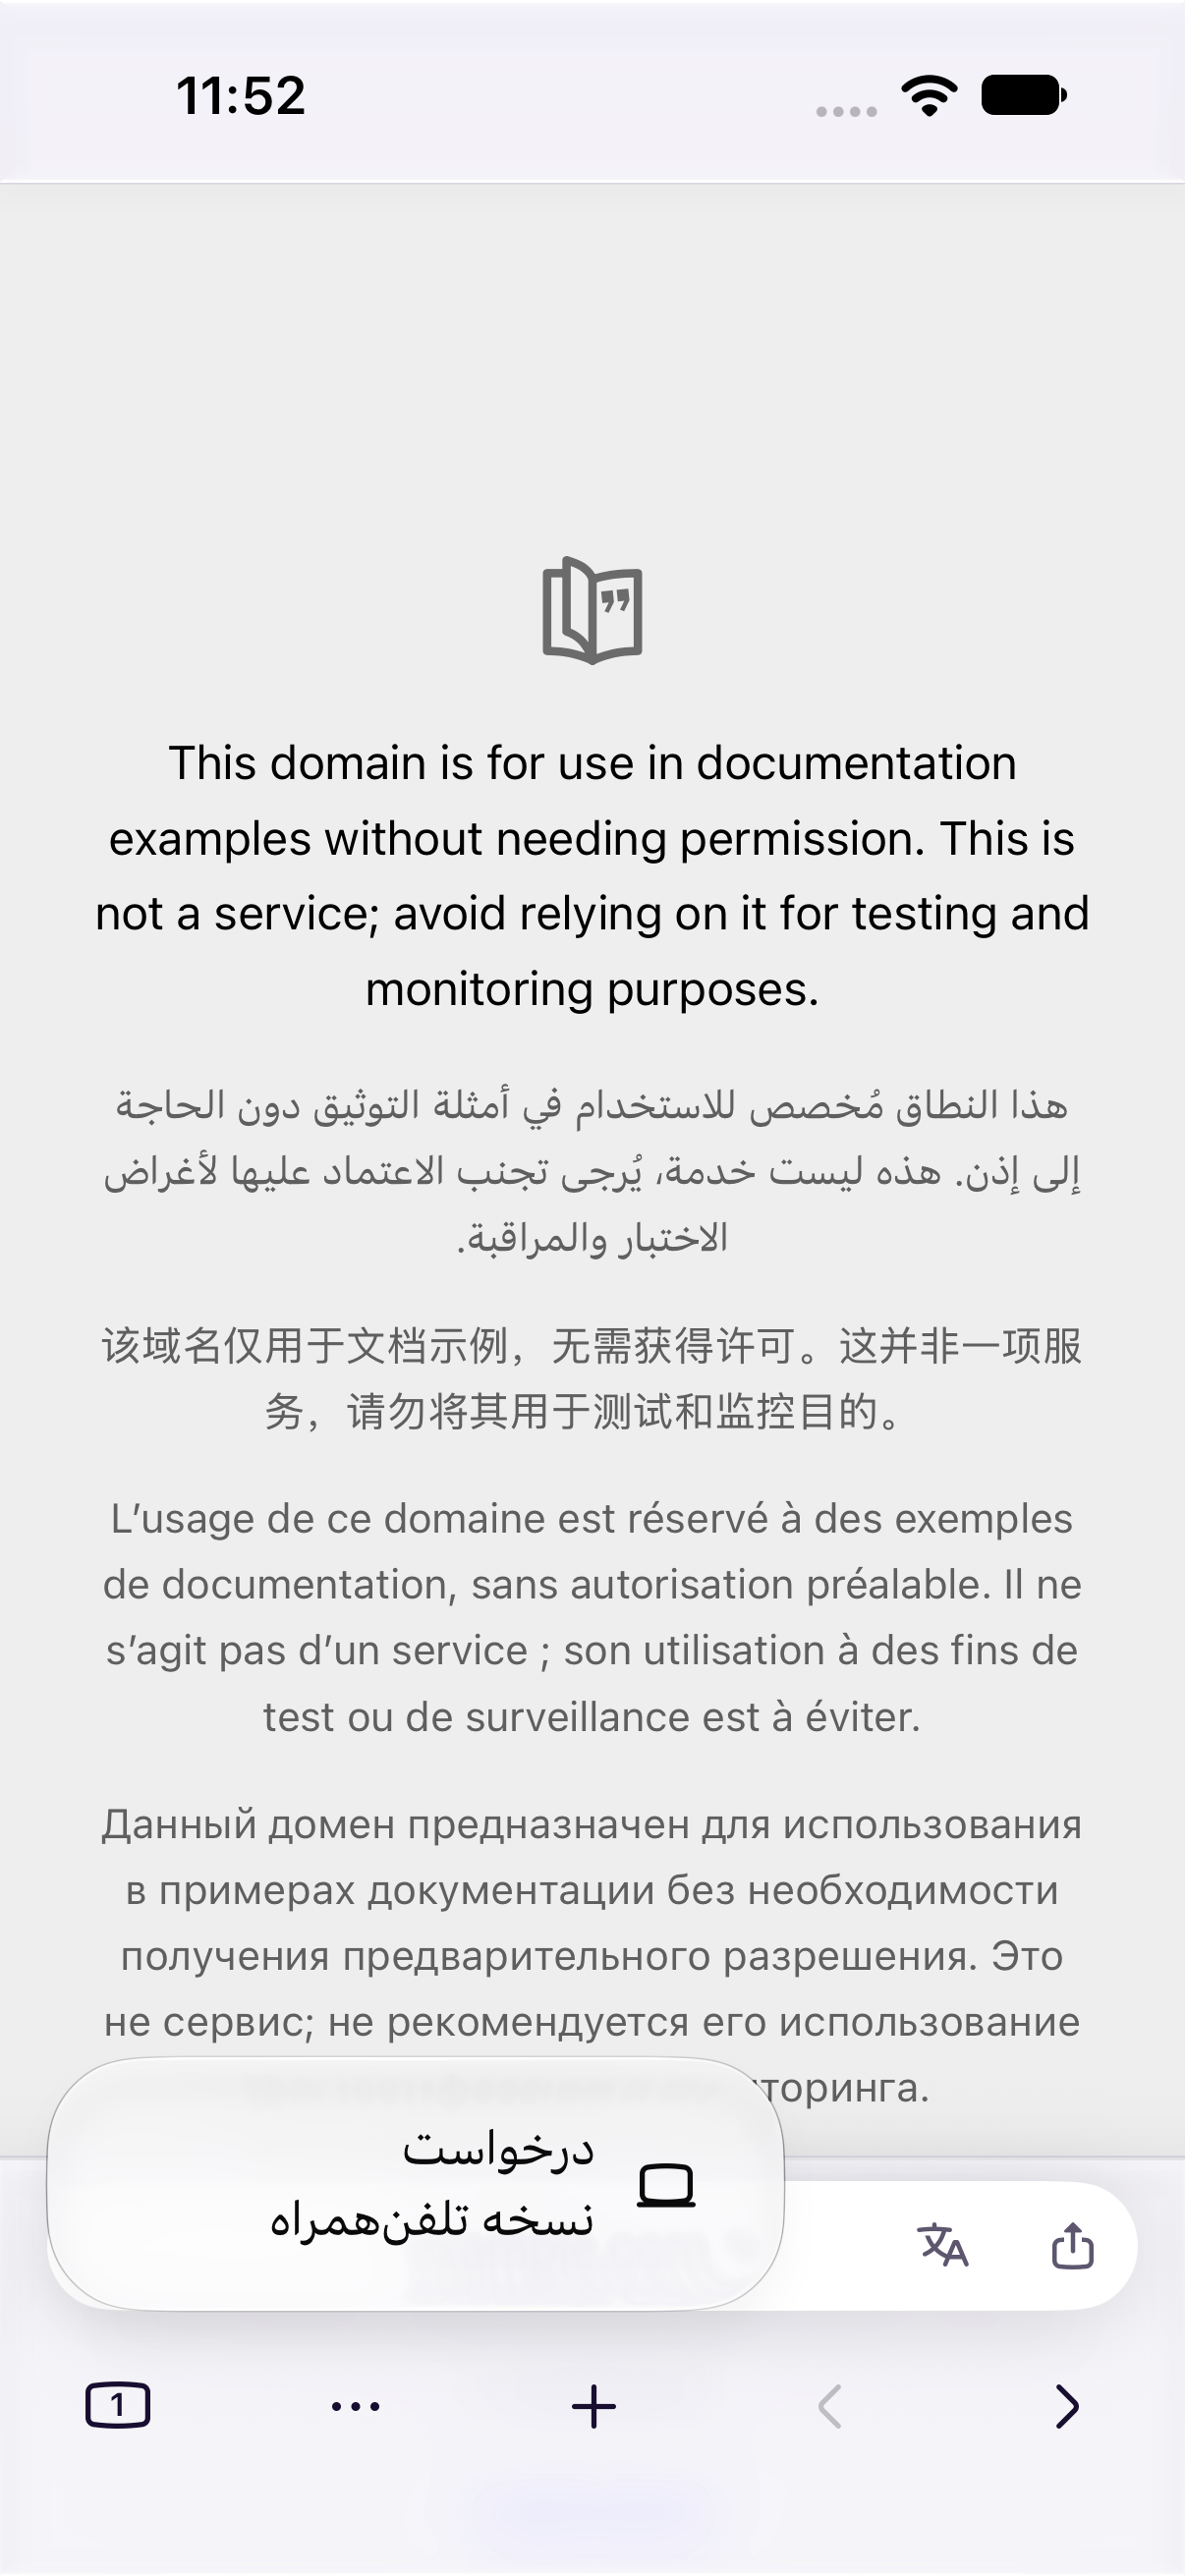 11:52
This domain is for use in documentation
examples without needing permission. This is
not a service; avoid relying on it for testing and
monitoring purposes.
هذا النطاق مُخصص للاستخدام في أمثلة التوثيق دون الحاجة
إلى إذن. هذه ليست خدمة، يُرجى تجنب الاعتماد عليها لأغراض
الاختبار والمراقبة.
该域名仅用于文档示例，无需获得许可。这并非一项服
务，请勿将其用于测试和监控目的。
L’usage de ce domaine est réservé à des exemples
de documentation, sans autorisation préalable. Il ne
s’agit pas d’un service ; son utilisation à des fins de
test ou de surveillance est à éviter.
Данный домен предназначен для использования
в примерах документации без необходимости
получения предварительного разрешения. Это
не сервис; не рекомендуется его использование
торинга.
درخواست
نسخه تلفن‌همراه
1